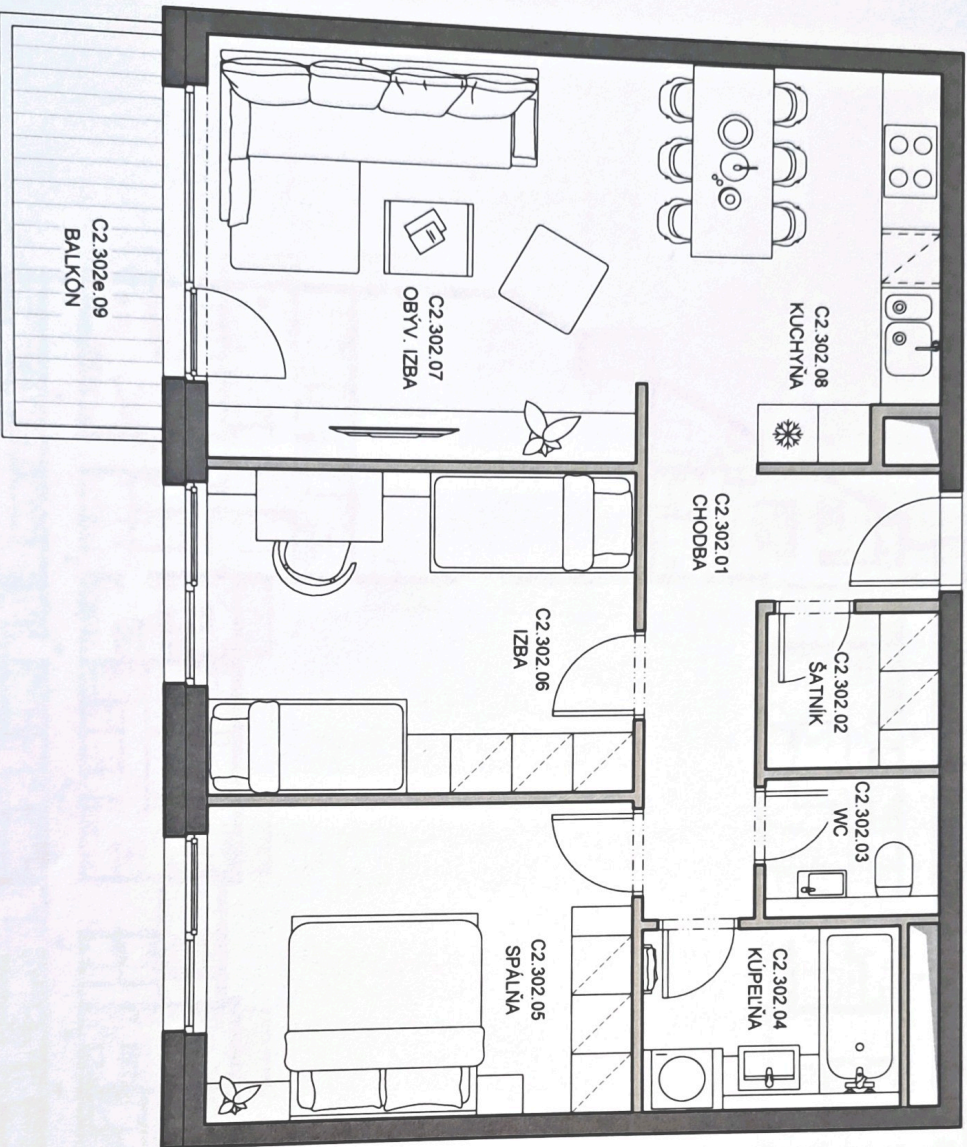 C2.302.08
KUCHYŇA
C2.302.07
OBÝV. IZBA
C2.302e.09
BALKÓN
C2.302.01
CHODBA
C2.302.02
ŠATNÍK
C2.302.06
IZBA
C2.302.03
WC
C2.302.04
KÚPEĽŇA
C2.302.05
SPÁLŇA